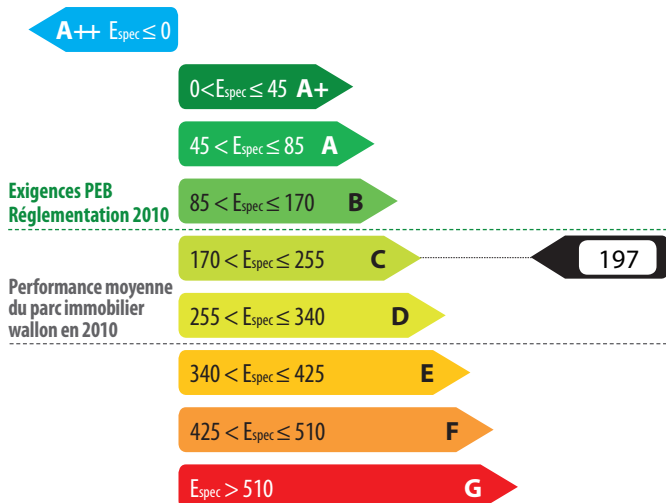 A++ Espec ≤ 0
0 < Espec ≤ 45 A+
45 < Espec ≤ 85 A
Exigences PEB
Réglementation 2010
85 < Espec ≤ 170 B
170 < Espec ≤ 255 C
197
Performance moyenne
du parc immobilier
wallon en 2010
255 < Espec ≤ 340 D
340 < Espec ≤ 425 E
425 < Espec ≤ 510 F
Espec > 510 G